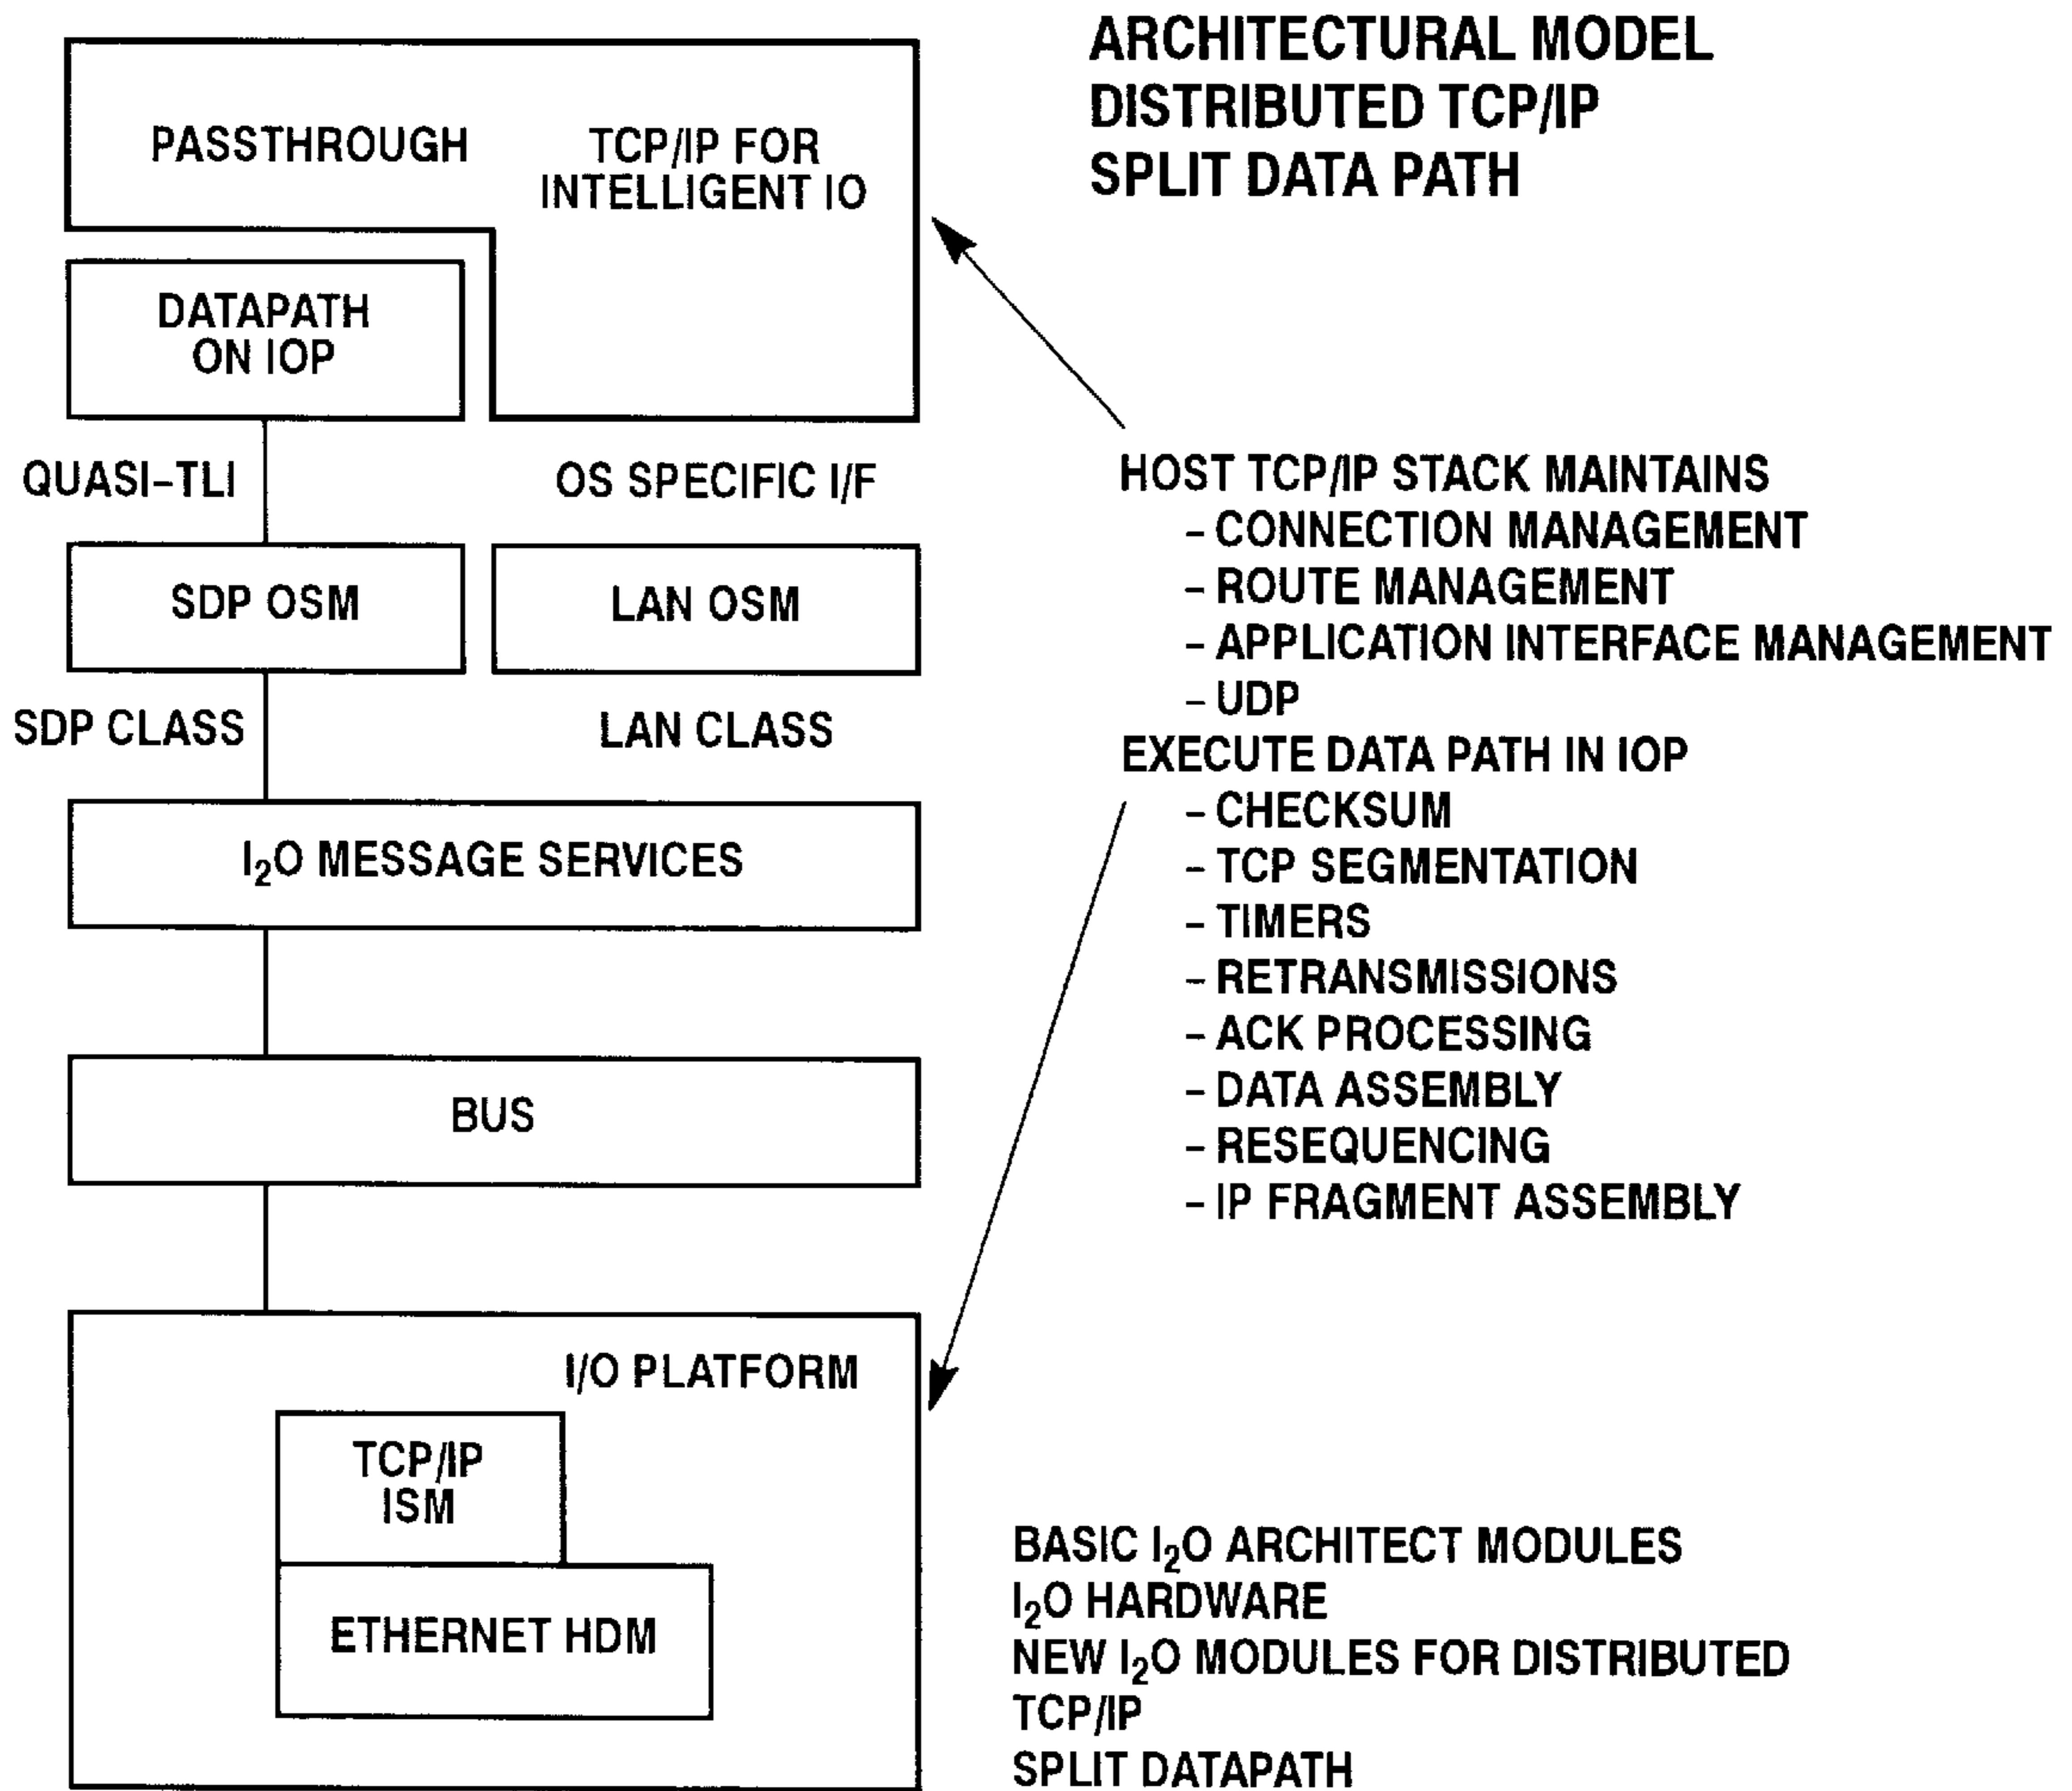 ARCHITECTURAL MODEL
DISTRIBUTED TCP/IP
SPLIT DATA PATH
PASSTHROUGH
TCP/IP FOR
INTELLIGENT IO
DATAPATH
ON IOP
QUASI-TLI
OS SPECIFIC I/F
SDP OSM
LAN OSM
SDP CLASS
LAN CLASS
I₂O MESSAGE SERVICES
BUS
I/O PLATFORM
TCP/IP
ISM
ETHERNET HDM
HOST TCP/IP STACK MAINTAINS
– CONNECTION MANAGEMENT
– ROUTE MANAGEMENT
– APPLICATION INTERFACE MANAGEMENT
– UDP
EXECUTE DATA PATH IN IOP
– CHECKSUM
– TCP SEGMENTATION
– TIMERS
– RETRANSMISSIONS
– ACK PROCESSING
– DATA ASSEMBLY
– RESEQUENCING
– IP FRAGMENT ASSEMBLY
BASIC I₂O ARCHITECT MODULES
I₂O HARDWARE
NEW I₂O MODULES FOR DISTRIBUTED
TCP/IP
SPLIT DATAPATH